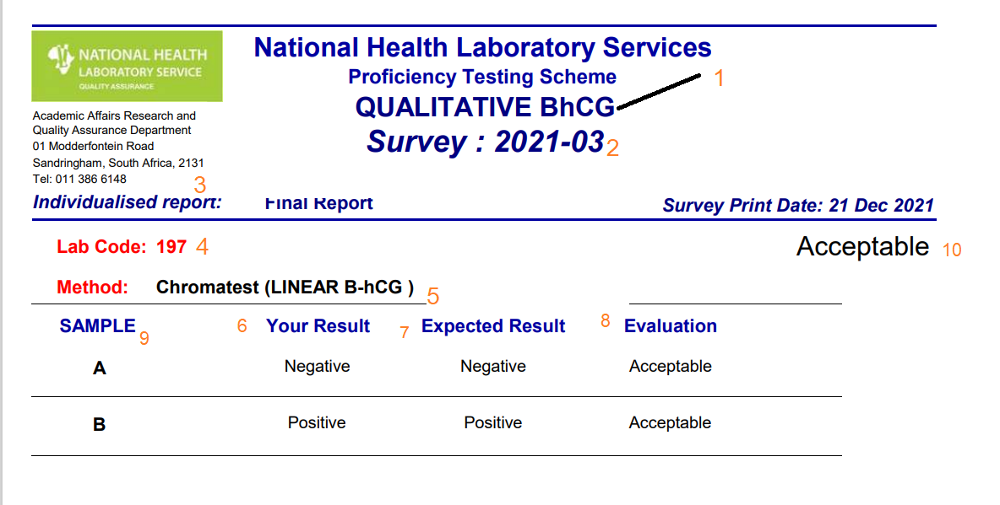 NATIONAL HEALTH
LABORATORY SERVICE
QUALITY ASSURANCE
National Health Laboratory Services
Proficiency Testing Scheme
1
QUALITATIVE BhCG
Survey : 2021-03
2
Academic Affairs Research and
Quality Assurance Department
01 Modderfontein Road
Sandringham, South Africa, 2131
Tel: 011 386 6148
3
Individualised report:
Final Report
Survey Print Date: 21 Dec 2021
Lab Code: 197 4
Acceptable 10
Method: Chromatest (LINEAR B-hCG ) 5
SAMPLE 9 6 Your Result 7 Expected Result 8 Evaluation
A Negative Negative Acceptable
B Positive Positive Acceptable